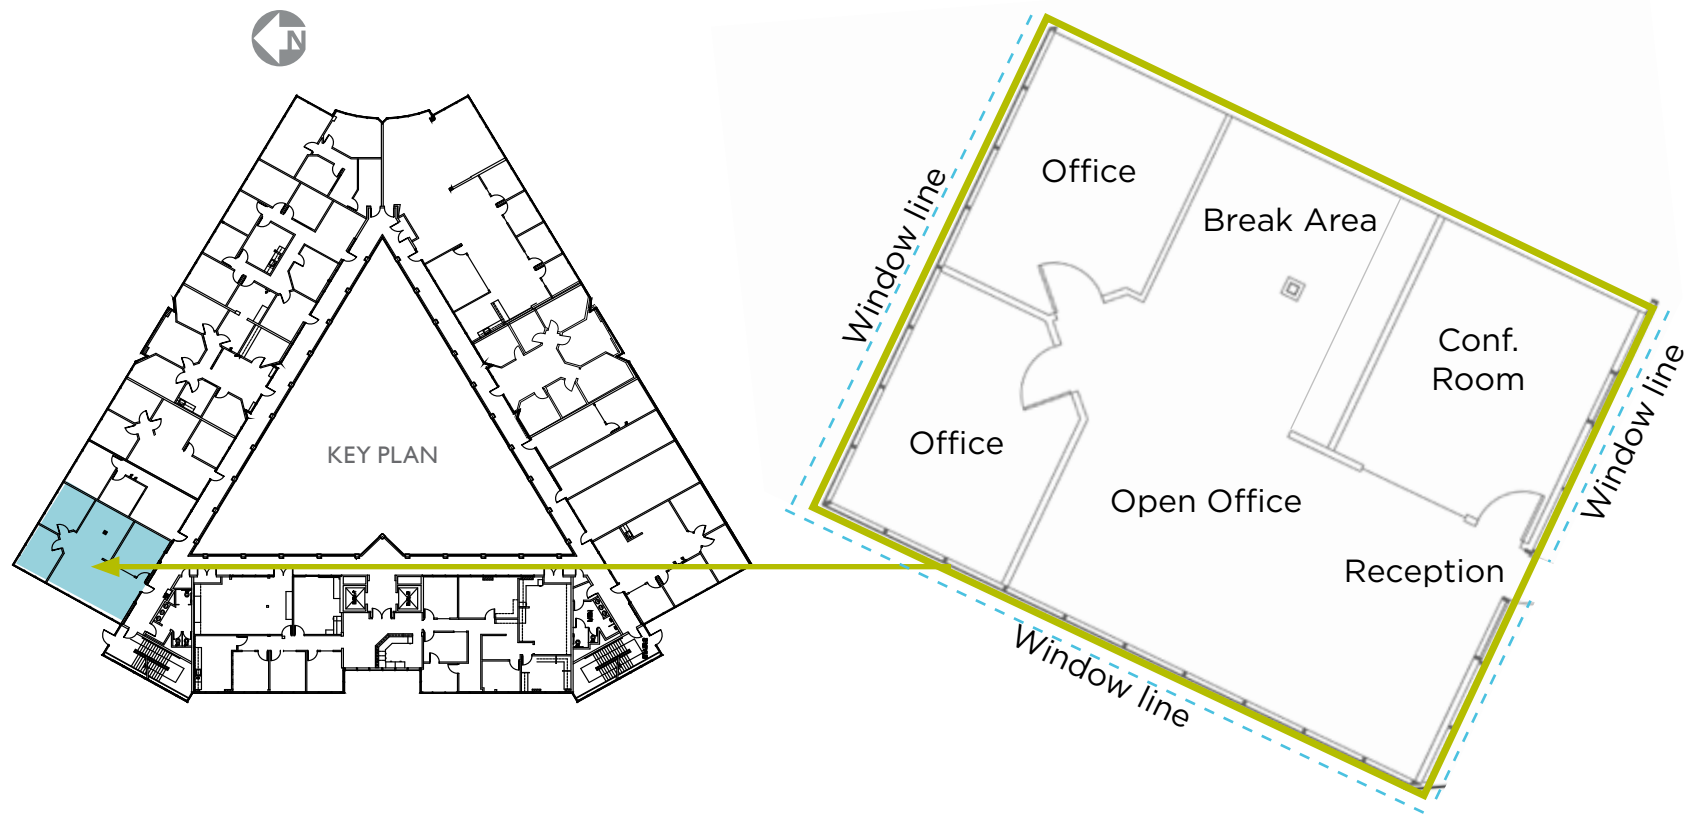 N
KEY PLAN
Office
Break Area
Window line
Conf.
Room
Office
Window line
Open Office
Reception
Window line